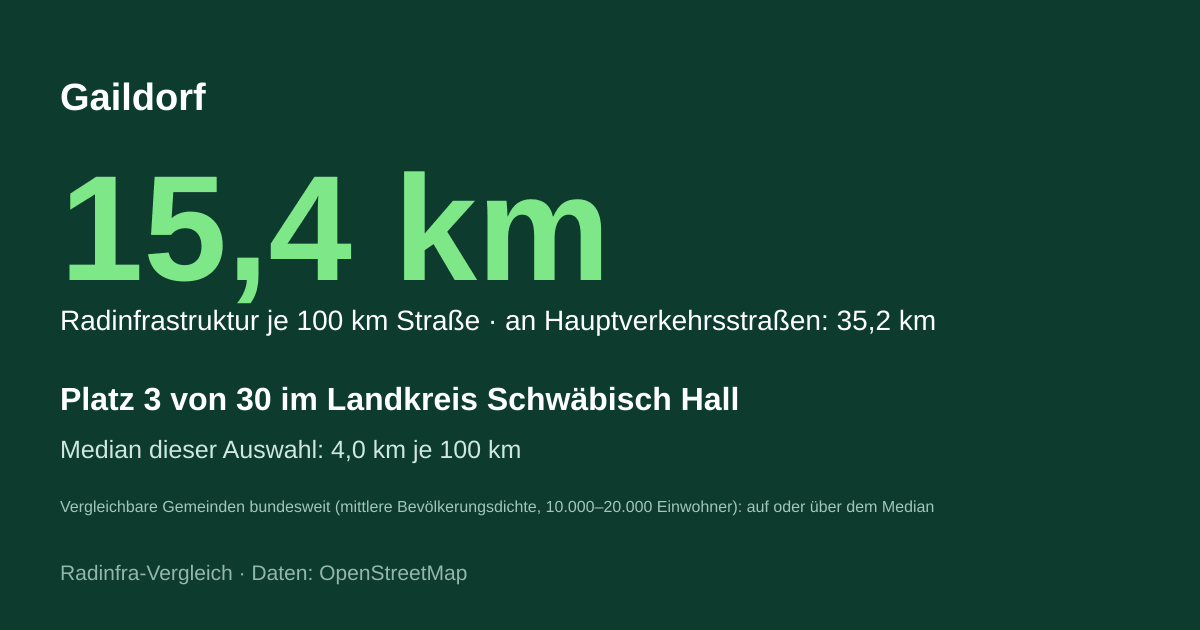 Gaildorf
15,4 km
Radinfrastruktur je 100 km Straße · an Hauptverkehrsstraßen: 35,2 km
Platz 3 von 30 im Landkreis Schwäbisch Hall
Median dieser Auswahl: 4,0 km je 100 km
Vergleichbare Gemeinden bundesweit (mittlere Bevölkerungsdichte, 10.000–20.000 Einwohner): auf oder über dem Median
Radinfra-Vergleich · Daten: OpenStreetMap